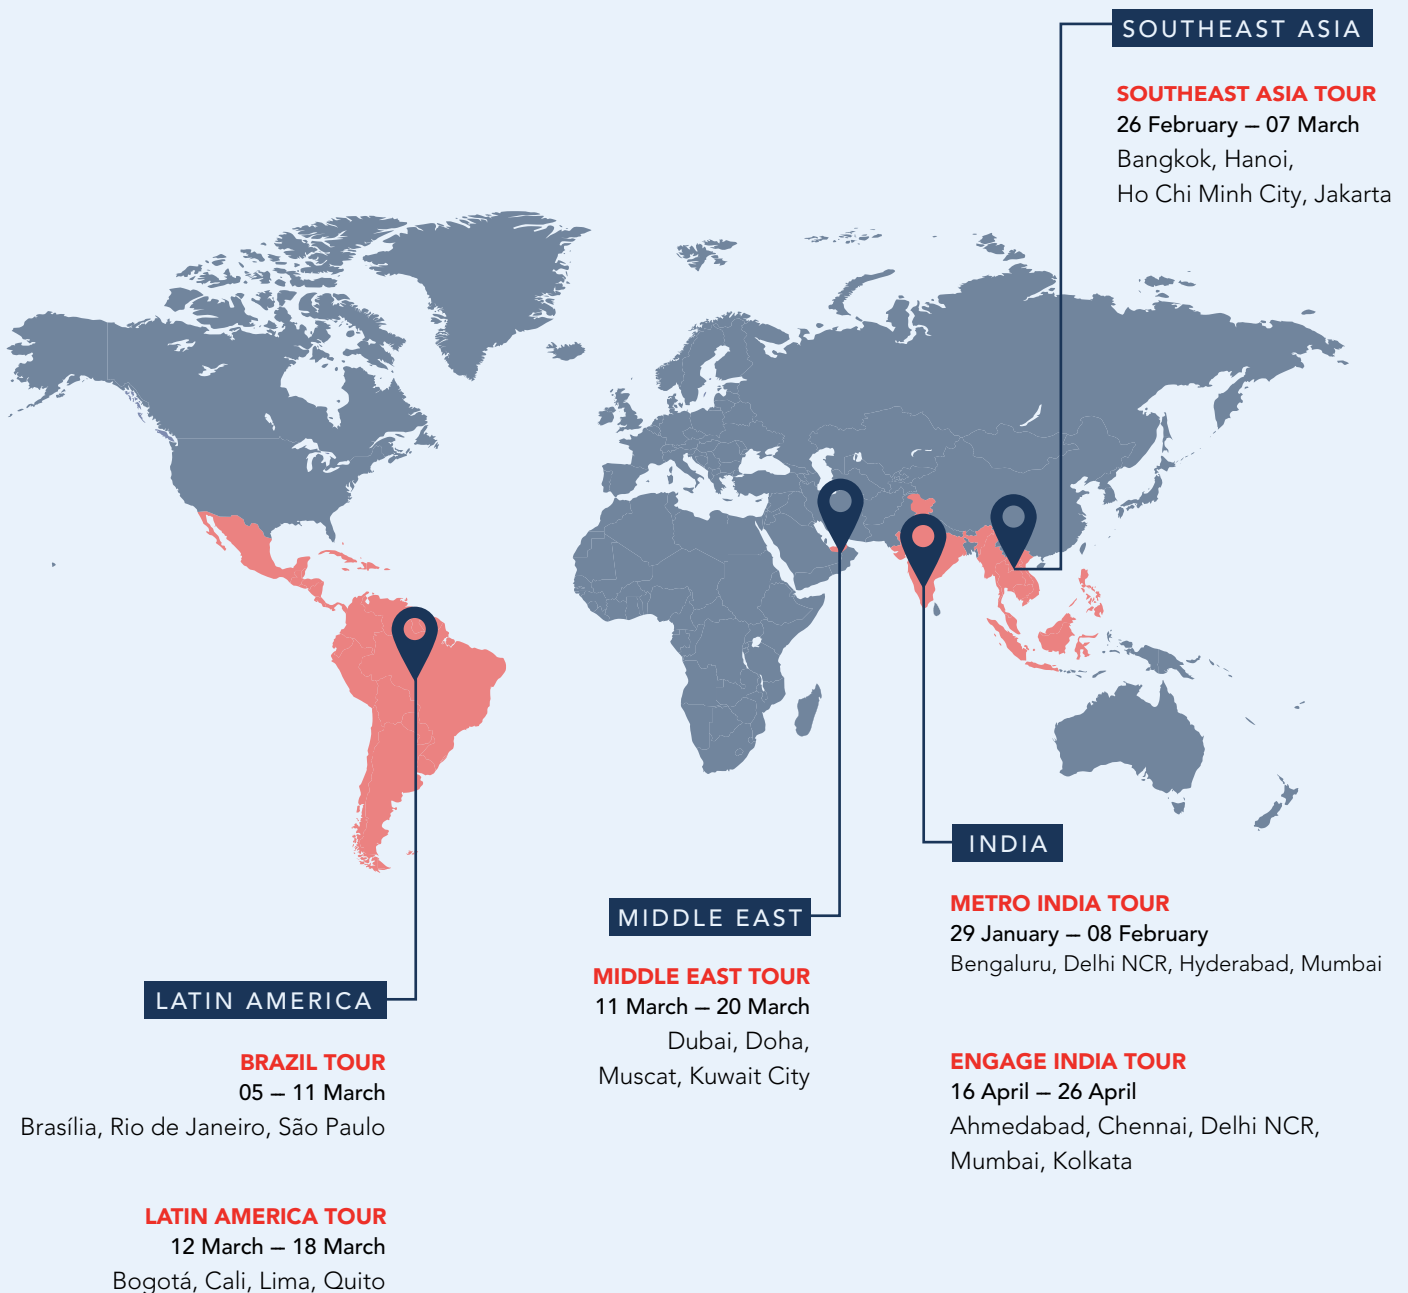 SOUTHEAST ASIA
SOUTHEAST ASIA TOUR
26 February – 07 March
Bangkok, Hanoi,
Ho Chi Minh City, Jakarta
INDIA
METRO INDIA TOUR
29 January – 08 February
Bengaluru, Delhi NCR, Hyderabad, Mumbai
ENGAGE INDIA TOUR
16 April – 26 April
Ahmedabad, Chennai, Delhi NCR,
Mumbai, Kolkata
MIDDLE EAST
MIDDLE EAST TOUR
11 March – 20 March
Dubai, Doha,
Muscat, Kuwait City
LATIN AMERICA
BRAZIL TOUR
05 – 11 March
Brasília, Rio de Janeiro, São Paulo
LATIN AMERICA TOUR
12 March – 18 March
Bogotá, Cali, Lima, Quito